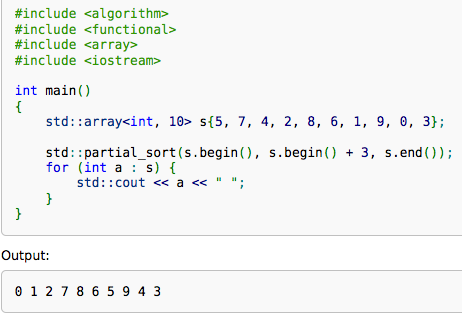 #include <algorithm>
#include <functional>
#include <array>
#include <iostream>
int main()
{
std::array<int, 10> s{5, 7, 4, 2, 8, 6, 1, 9, 0, 3};
std::partial_sort(s.begin(), s.begin() + 3, s.end());
for (int a : s) {
std::cout << a << " ";
}
}
Output:
0 1 2 7 8 6 5 9 4 3